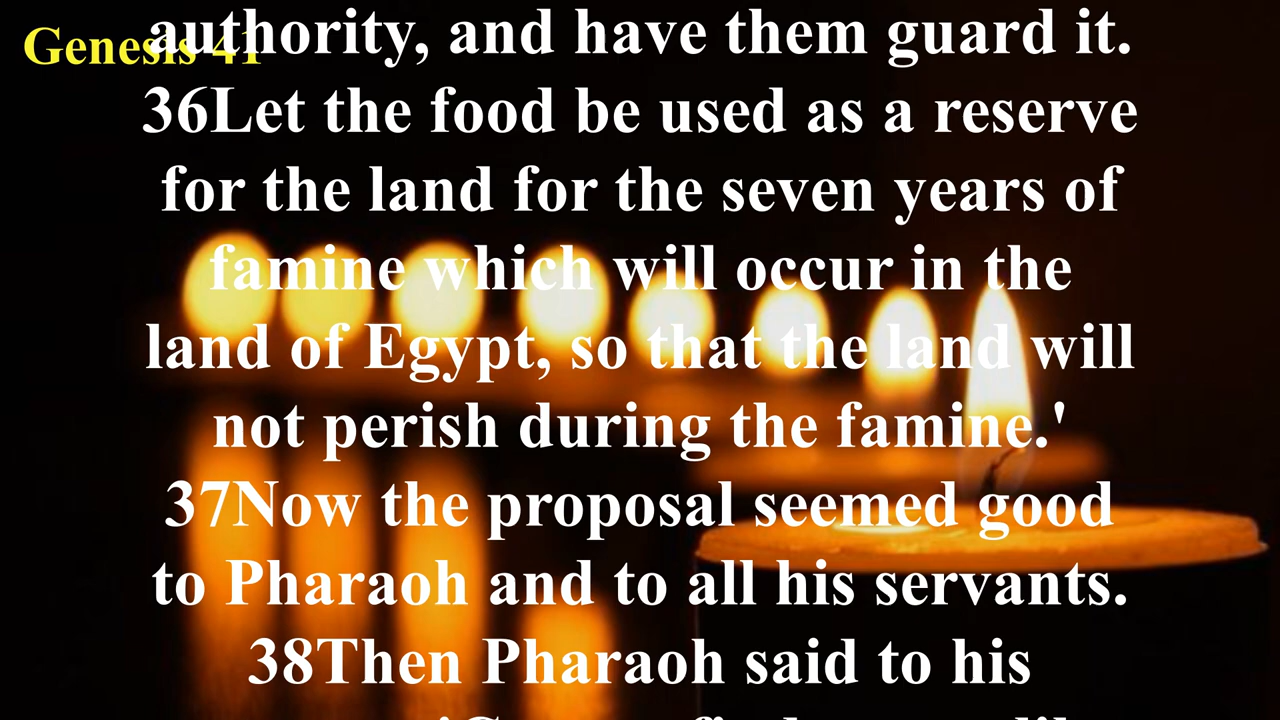 Genesis 41
authority, and have them guard it.
36Let the food be used as a reserve
for the land for the seven years of
famine which will occur in the
land of Egypt, so that the land will
not perish during the famine.'
37Now the proposal seemed good
to Pharaoh and to all his servants.
38Then Pharaoh said to his